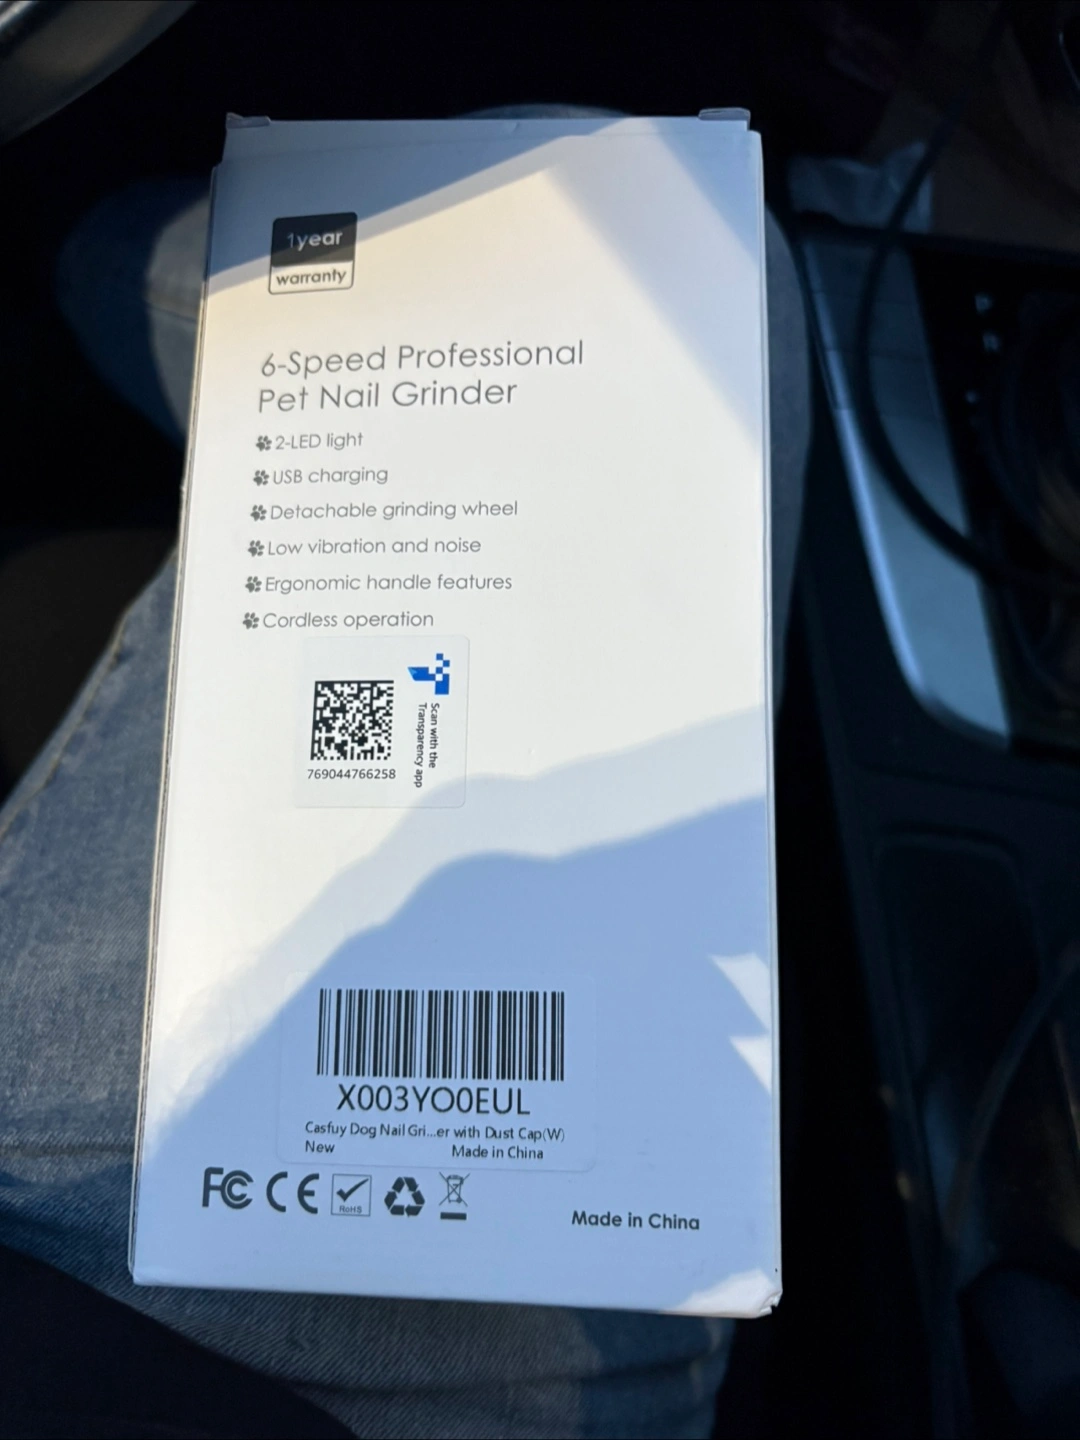 1year
warranty
6-Speed Professional
Pet Nail Grinder
2-LED light
USB charging
Detachable grinding wheel
Low vibration and noise
Ergonomic handle features
Cordless operation
Scan with the
Transparency app
769044766258
X003YO0EUL
Casfuy Dog Nail Gri...er with Dust Cap(W)
New Made in China
FC CE RoHS
Made in China